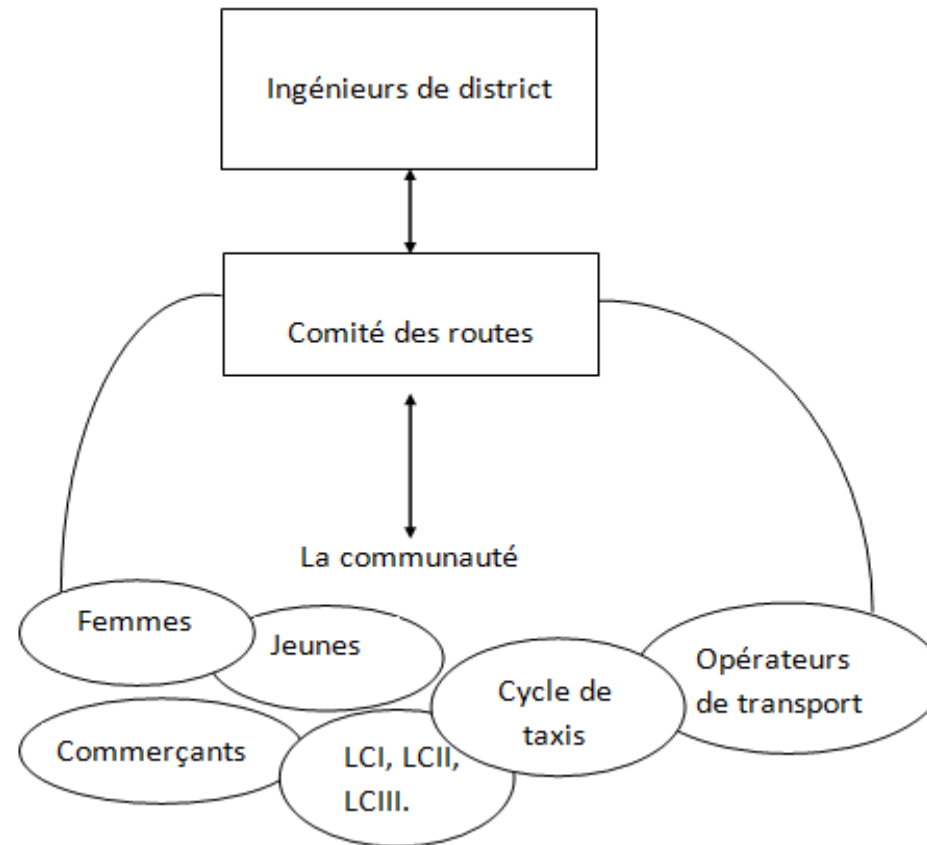 Ingénieurs de district
Comité des routes
La communauté
Femmes
Jeunes
Commerçants
LCI, LCII,
LCIII.
Cycle de
taxis
Opérateurs
de transport